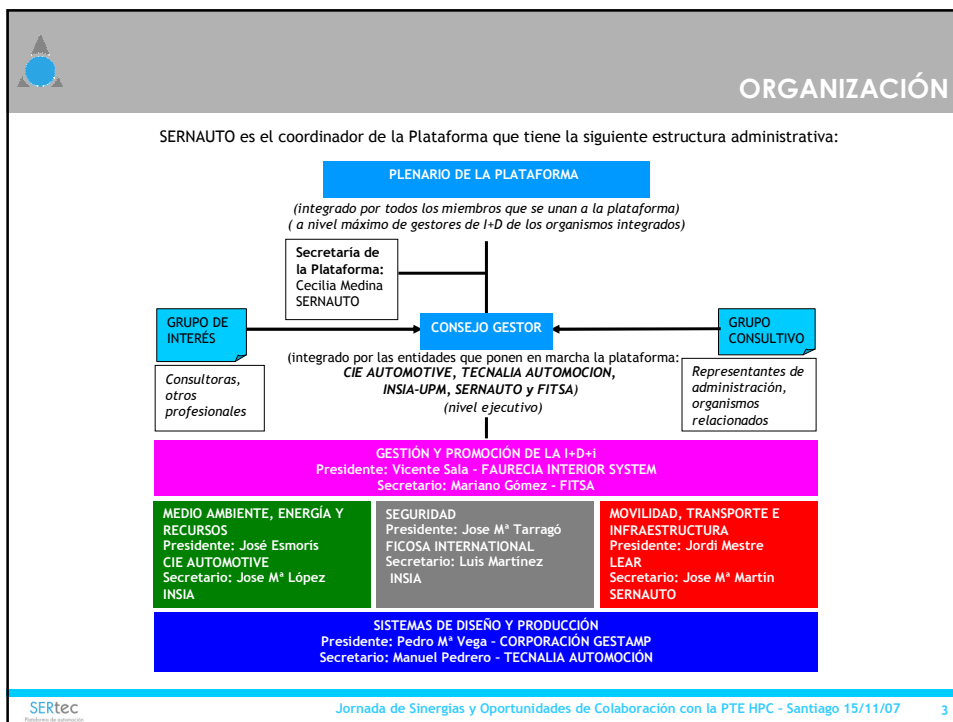 ORGANIZACIÓN
SERNAUTO es el coordinador de la Plataforma que tiene la siguiente estructura administrativa:
PLENARIO DE LA PLATAFORMA
(integrado por todos los miembros que se unan a la plataforma)
( a nivel máximo de gestores de I+D de los organismos integrados)
Secretaría de
la Plataforma:
Cecilia Medina
SERNAUTO
GRUPO DE
INTERÉS
Consultoras,
otros
profesionales
CONSEJO GESTOR
(integrado por las entidades que ponen en marcha la plataforma:
CIE AUTOMOTIVE, TECNALIA AUTOMOCION,
INSIA-UPM, SERNAUTO y FITSA)
(nivel ejecutivo)
GRUPO
CONSULTIVO
Representantes de
administración,
organismos
relacionados
GESTIÓN Y PROMOCIÓN DE LA I+D+i
Presidente: Vicente Sala – FAURECIA INTERIOR SYSTEM
Secretario: Mariano Gómez - FITSA
MEDIO AMBIENTE, ENERGÍA Y
RECURSOS
Presidente: José Esmorís
CIE AUTOMOTIVE
Secretario: Jose Mª López
INSIA
SEGURIDAD
Presidente: Jose Mª Tarragó
FICOSA INTERNATIONAL
Secretario: Luis Martínez
INSIA
MOVILIDAD, TRANSPORTE E
INFRAESTRUCTURA
Presidente: Jordi Mestre
LEAR
Secretario: Jose Mª Martín
SERNAUTO
SISTEMAS DE DISEÑO Y PRODUCCIÓN
Presidente: Pedro Mª Vega – CORPORACIÓN GESTAMP
Secretario: Manuel Pedrero – TECNALIA AUTOMOCIÓN
SERtec
Plataforma de automoción
Jornada de Sinergias y Oportunidades de Colaboración con la PTE HPC - Santiago 15/11/07 3